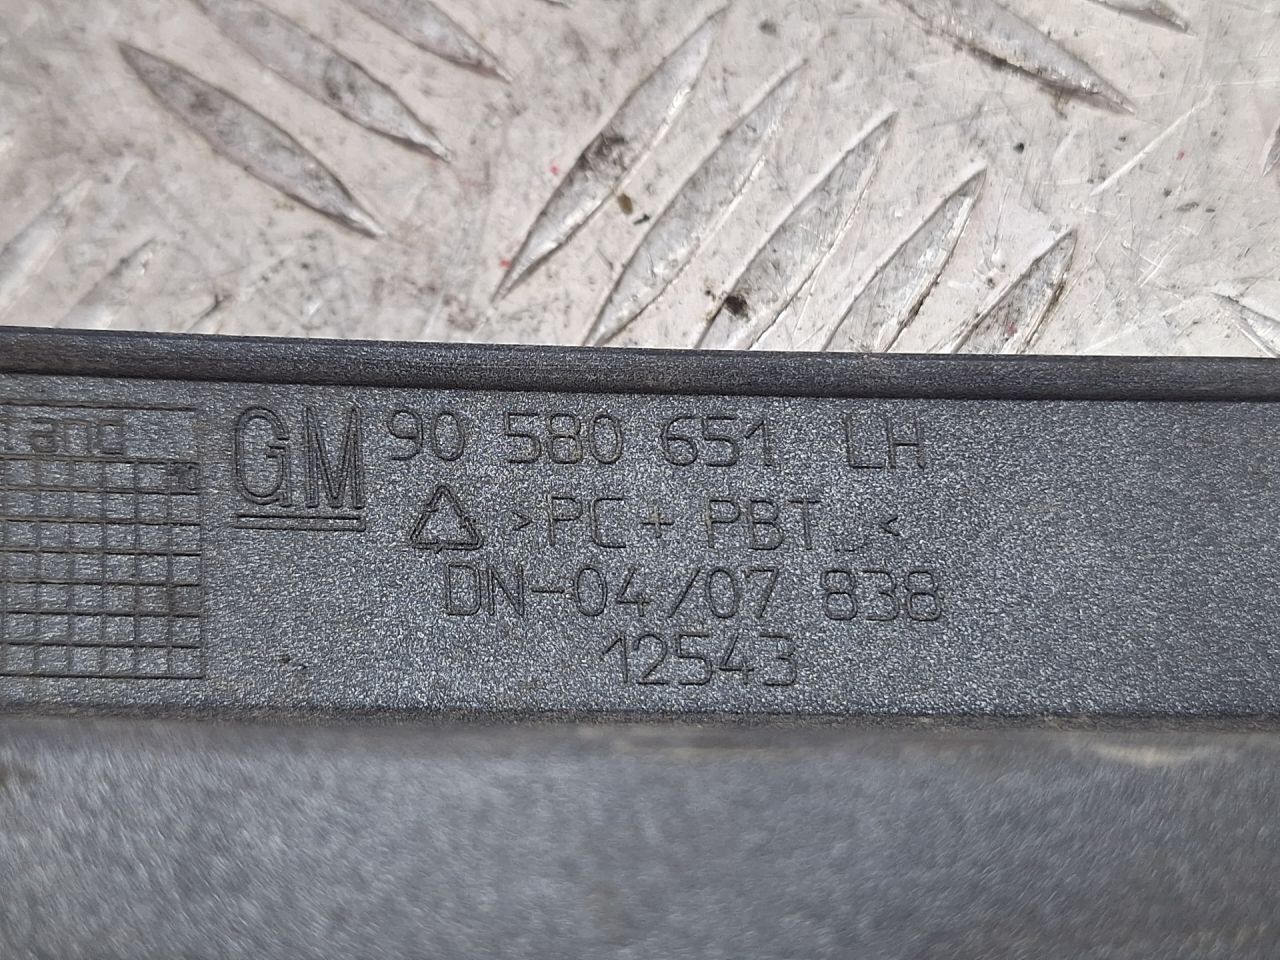 GM 90 580 651 LH
>PC + PBT<
DN-04/07 838
12543